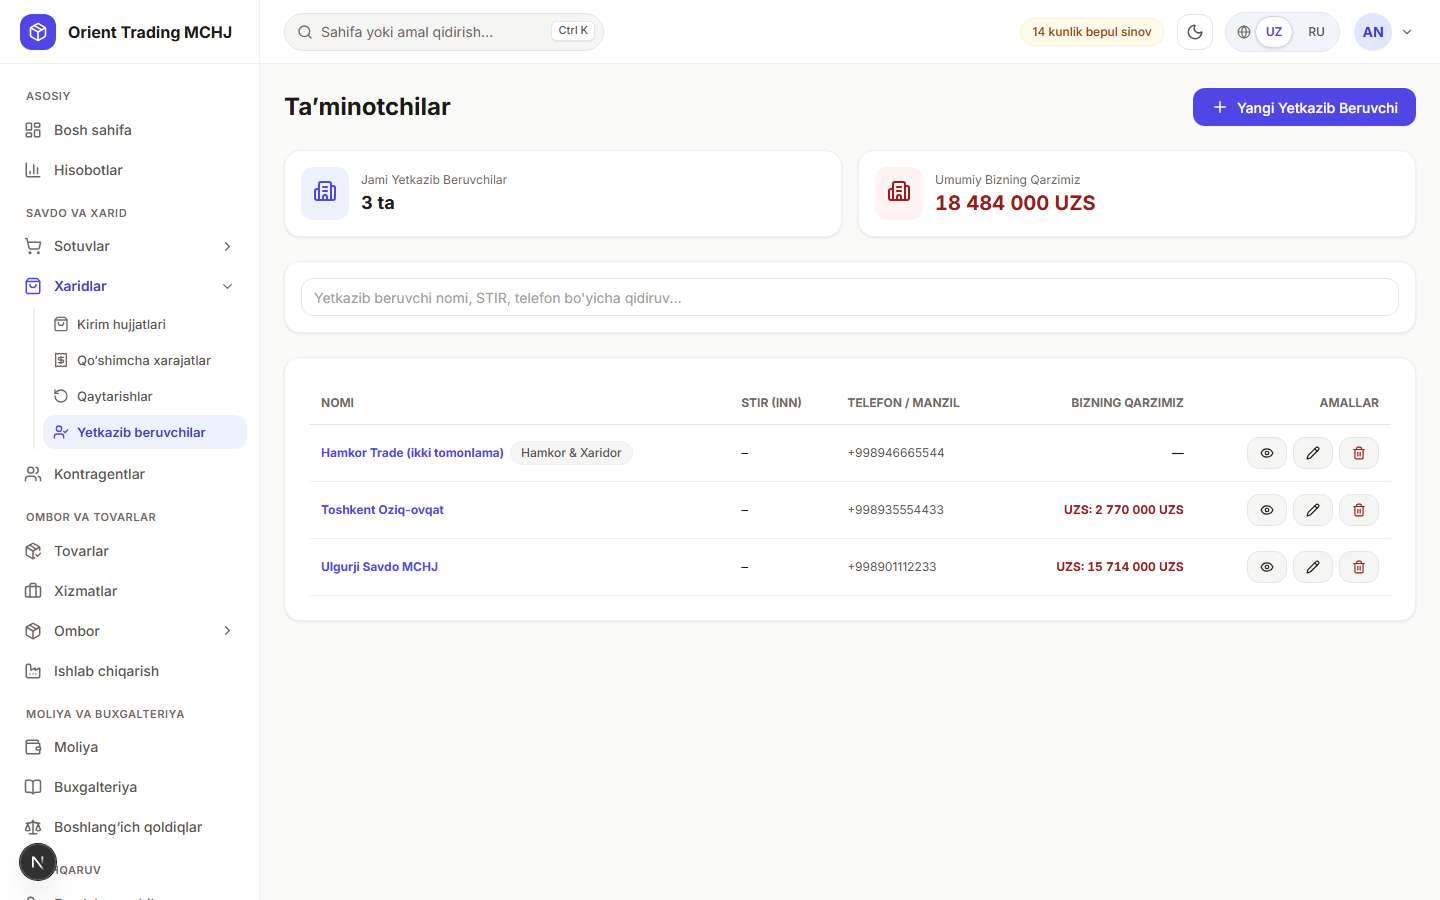 Orient Trading MCHJ
Sahifa yoki amal qidirish...
Ctrl K
14 kunlik bepul sinov
UZ
RU
AN
ASOSIY
Bosh sahifa
Hisobotlar
SAVDO VA XARID
Sotuvlar
Xaridlar
Kirim hujjatlari
Qo‘shimcha xarajatlar
Qaytarishlar
Yetkazib beruvchilar
Kontragentlar
OMBOR VA TOVARLAR
Tovarlar
Xizmatlar
Ombor
Ishlab chiqarish
MOLIYA VA BUXGALTERIYA
Moliya
Buxgalteriya
Boshlang‘ich qoldiqlar
N
Ta’minotchilar
Yangi Yetkazib Beruvchi
Jami Yetkazib Beruvchilar
3 ta
Umumiy Bizning Qarzimiz
18 484 000 UZS
Yetkazib beruvchi nomi, STIR, telefon bo'yicha qidiruv...
NOMI STIR (INN) TELEFON / MANZIL BIZNING QARZIMIZ AMALLAR
Hamkor Trade (ikki tomonlama) Hamkor & Xaridor – +998946665544 —
Toshkent Oziq-ovqat – +998935554433 UZS: 2 770 000 UZS
Ulgurji Savdo MCHJ – +998901112233 UZS: 15 714 000 UZS